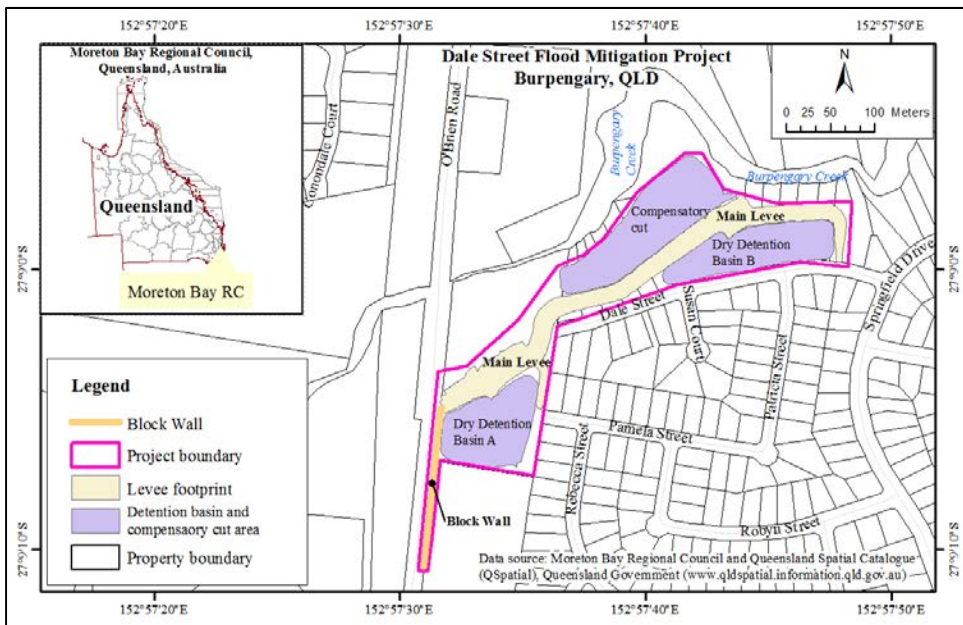 152°57'20"E
152°57'30"E
152°57'40"E
152°57'50"E
Moreton Bay Regional Council,
Queensland, Australia
Queensland
Moreton Bay RC
Dale Street Flood Mitigation Project
Burpengary, QLD
N
0 20 40 60 80 100 Meters
Conondale Court
O'Brien Road
Burpengary
Creek
Burpengary Creek
Compensatory
cut
Main Levee
Dry Detention
Basin B
Springfield Drive
27°9'0"S
27°9'0"S
Dale Street
Susan Court
Patricia Street
Main Levee
Dry Detention
Basin A
Pamela Street
Rebecca Street
Robyn Street
Block Wall
Legend
Block Wall
Project boundary
Levee footprint
Detention basin and
compensaory cut area
Property boundary
27°9'10"S
27°9'10"S
Data source: Moreton Bay Regional Council and Queensland Spatial Catalogue
(QSpatial), Queensland Government (www.qldspatial.information.qld.gov.au)
152°57'20"E
152°57'30"E
152°57'40"E
152°57'50"E